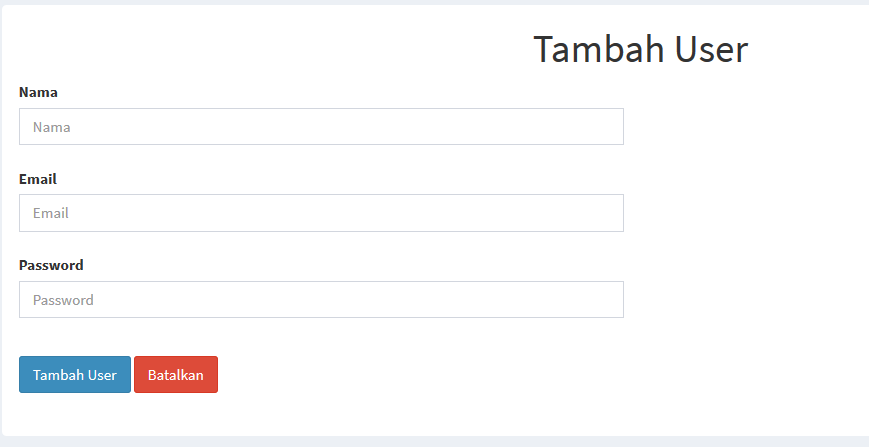 Tambah User
Nama
Nama
Email
Email
Password
Password
Tambah User Batalkan